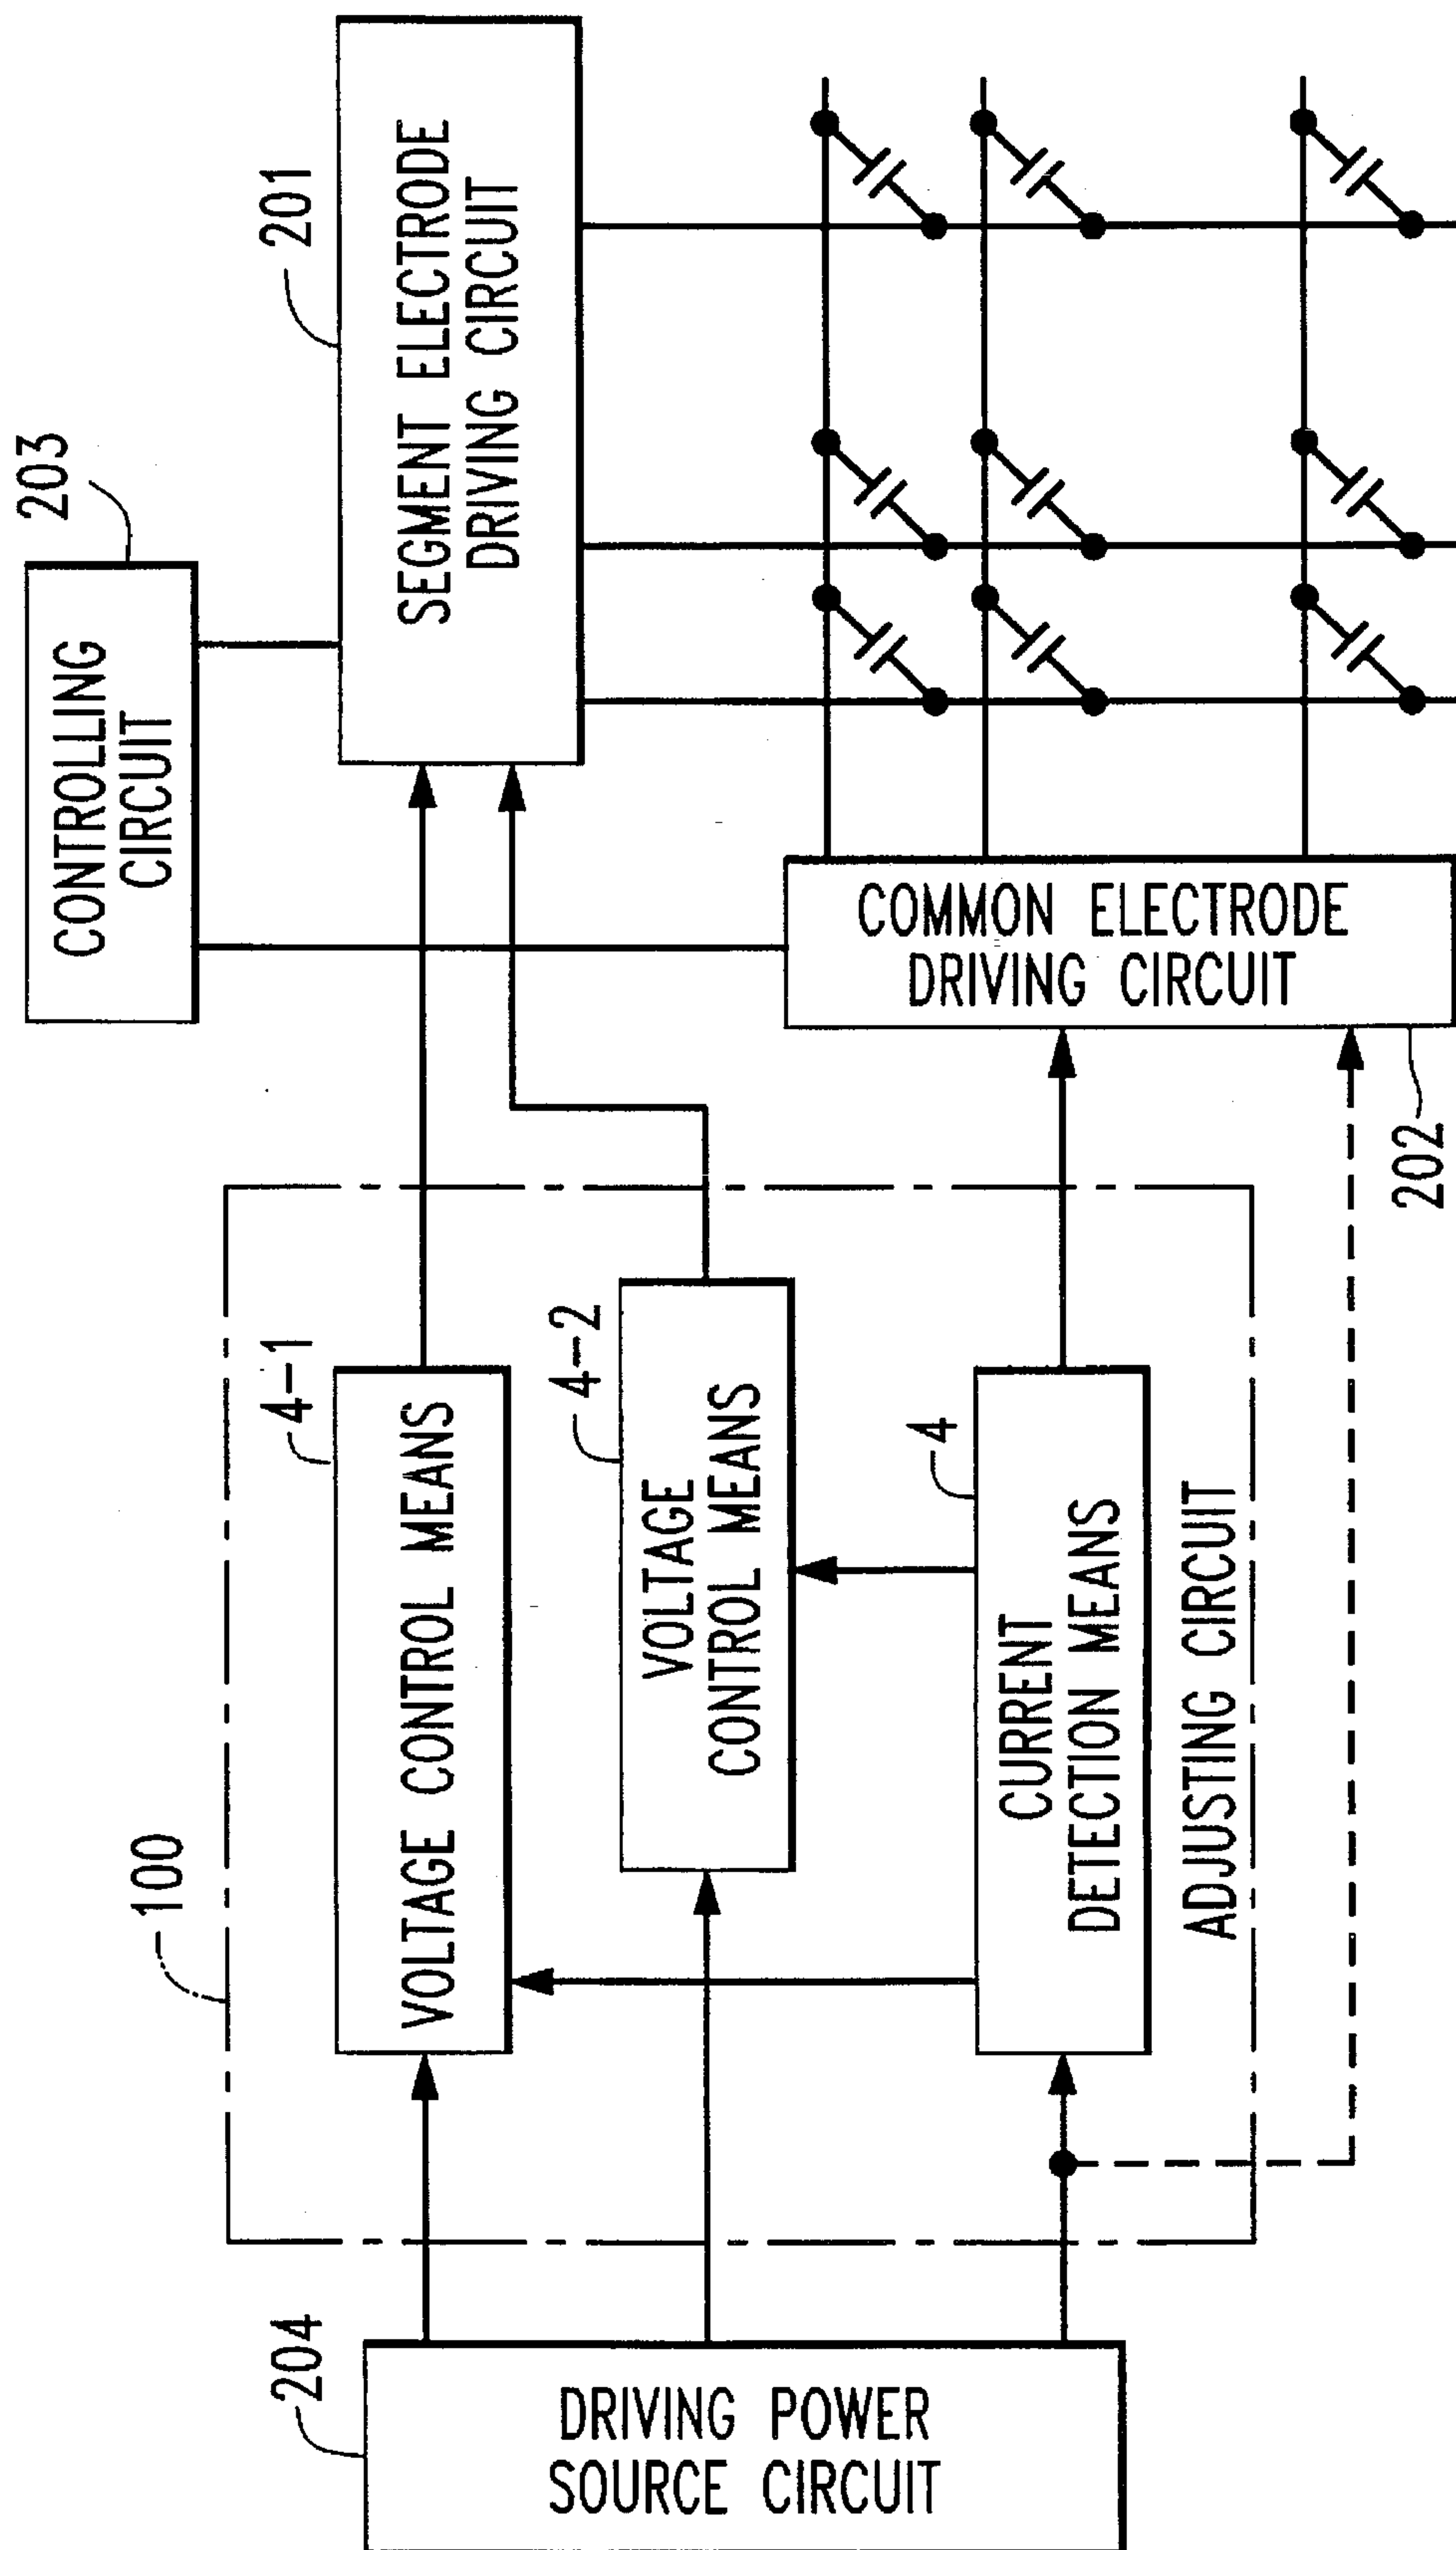 203
CONTROLLING
CIRCUIT
201
SEGMENT ELECTRODE
DRIVING CIRCUIT
COMMON ELECTRODE
DRIVING CIRCUIT
202
100
4-1
VOLTAGE CONTROL MEANS
4-2
VOLTAGE
CONTROL MEANS
4
CURRENT
DETECTION MEANS
ADJUSTING CIRCUIT
204
DRIVING POWER
SOURCE CIRCUIT